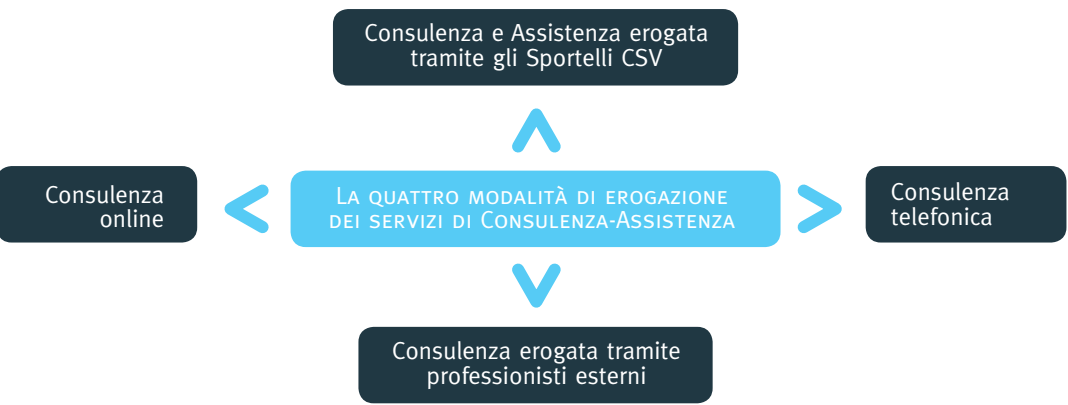 Consulenza e Assistenza erogata
tramite gli Sportelli CSV
Consulenza
online
La quattro modalità di erogazione
dei servizi di Consulenza-Assistenza
Consulenza
telefonica
Consulenza erogata tramite
professionisti esterni